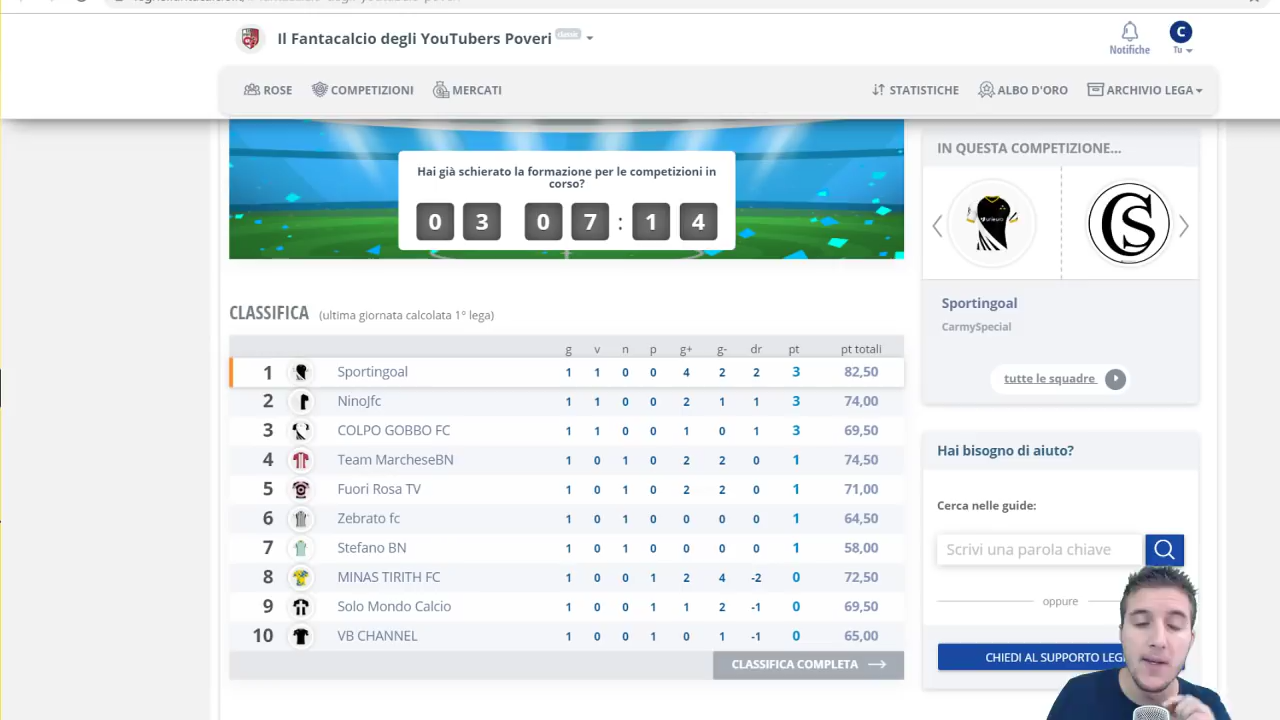 Il Fantacalcio degli YouTubers Poveri classic
Notifiche
C
Tu
ROSE COMPETIZIONI MERCATI STATISTICHE ALBO D'ORO ARCHIVIO LEGA
Hai già schierato la formazione per le competizioni in
corso?
0 3 0 7 : 1 4
IN QUESTA COMPETIZIONE...
CS
Sportingoal
CarmySpecial
tutte le squadre
CLASSIFICA (ultima giornata calcolata 1º lega)
g v n p g+ g- dr pt pt totali
1 Sportingoal 1 1 0 0 4 2 2 3 82,50
2 NinoJfc 1 1 0 0 2 1 1 3 74,00
3 COLPO GOBBO FC 1 1 0 0 1 0 1 3 69,50
4 Team MarcheseBN 1 0 1 0 2 2 0 1 74,50
5 Fuori Rosa TV 1 0 1 0 2 2 0 1 71,00
6 Zebrato fc 1 0 1 0 0 0 0 1 64,50
7 Stefano BN 1 0 1 0 0 0 0 1 58,00
8 MINAS TIRITH FC 1 0 0 1 2 4 -2 0 72,50
9 Solo Mondo Calcio 1 0 0 1 1 2 -1 0 69,50
10 VB CHANNEL 1 0 0 1 0 1 -1 0 65,00
CLASSIFICA COMPLETA
Hai bisogno di aiuto?
Cerca nelle guide:
Scrivi una parola chiave
oppure
CHIEDI AL SUPPORTO LEG